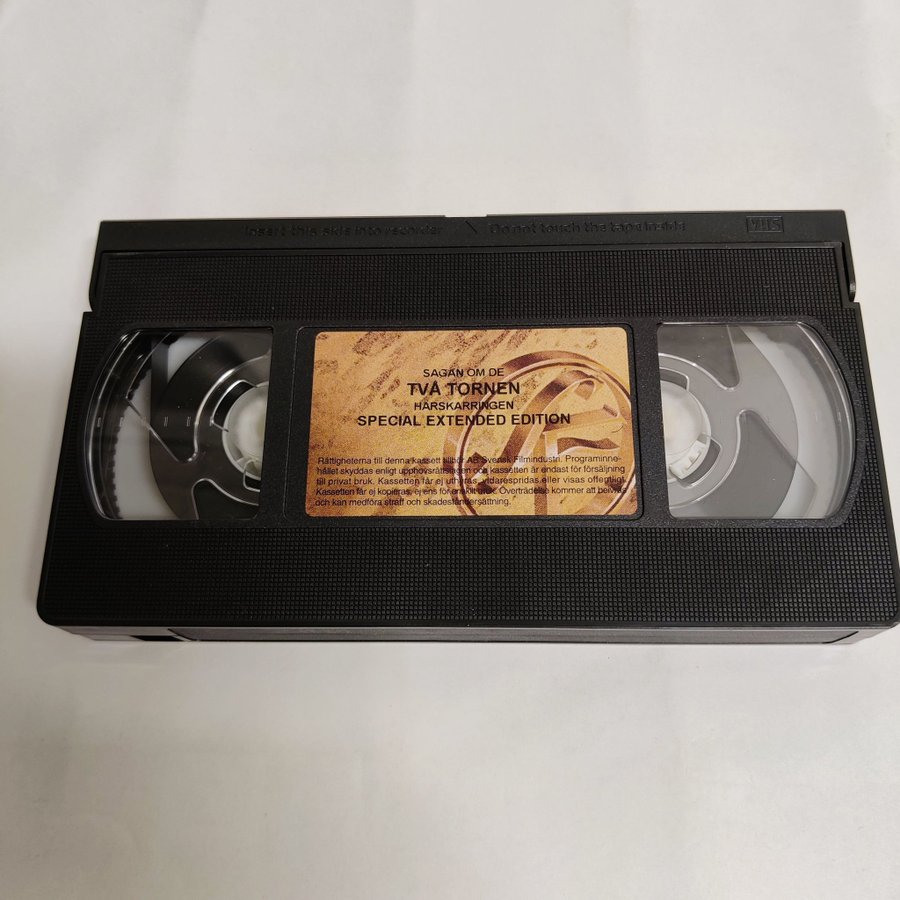 Insert this side into recorder \ Do not touch the tape inside VHS
SAGAN OM DE
TVÅ TORNEN
HÄRSKARRINGEN
SPECIAL EXTENDED EDITION
Rättigheterna till denna kassett tillhör AB Svensk Filmindustri. Programinne-
hållet skyddas enligt upphovsrättslagen och kassetten är endast för försäljning
till privat bruk. Kassetten får ej uthyras, vidarespridas eller visas offentligt.
Kassetten får ej kopieras, ej ens för enskilt bruk. Överträdelse kommer att beivras
och kan medföra straff och skadeståndsersättning.